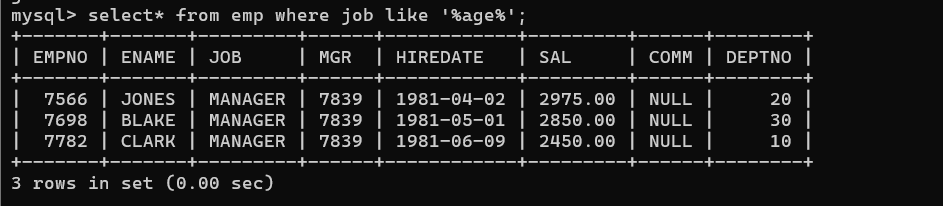 mysql> select* from emp where job like '%age%';
+-------+-------+---------+------+------------+---------+------+--------+
| EMPNO | ENAME | JOB     | MGR  | HIREDATE   | SAL     | COMM | DEPTNO |
+-------+-------+---------+------+------------+---------+------+--------+
|  7566 | JONES | MANAGER | 7839 | 1981-04-02 | 2975.00 | NULL |     20 |
|  7698 | BLAKE | MANAGER | 7839 | 1981-05-01 | 2850.00 | NULL |     30 |
|  7782 | CLARK | MANAGER | 7839 | 1981-06-09 | 2450.00 | NULL |     10 |
+-------+-------+---------+------+------------+---------+------+--------+
3 rows in set (0.00 sec)